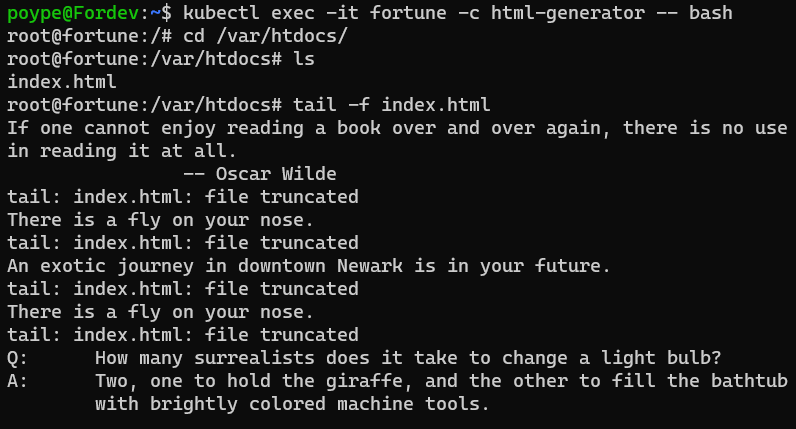 poype@Fordev:~$ kubectl exec -it fortune -c html-generator -- bash
root@fortune:/# cd /var/htdocs/
root@fortune:/var/htdocs# ls
index.html
root@fortune:/var/htdocs# tail -f index.html
If one cannot enjoy reading a book over and over again, there is no use
in reading it at all.
                -- Oscar Wilde
tail: index.html: file truncated
There is a fly on your nose.
tail: index.html: file truncated
An exotic journey in downtown Newark is in your future.
tail: index.html: file truncated
There is a fly on your nose.
tail: index.html: file truncated
Q:      How many surrealists does it take to change a light bulb?
A:      Two, one to hold the giraffe, and the other to fill the bathtub
        with brightly colored machine tools.